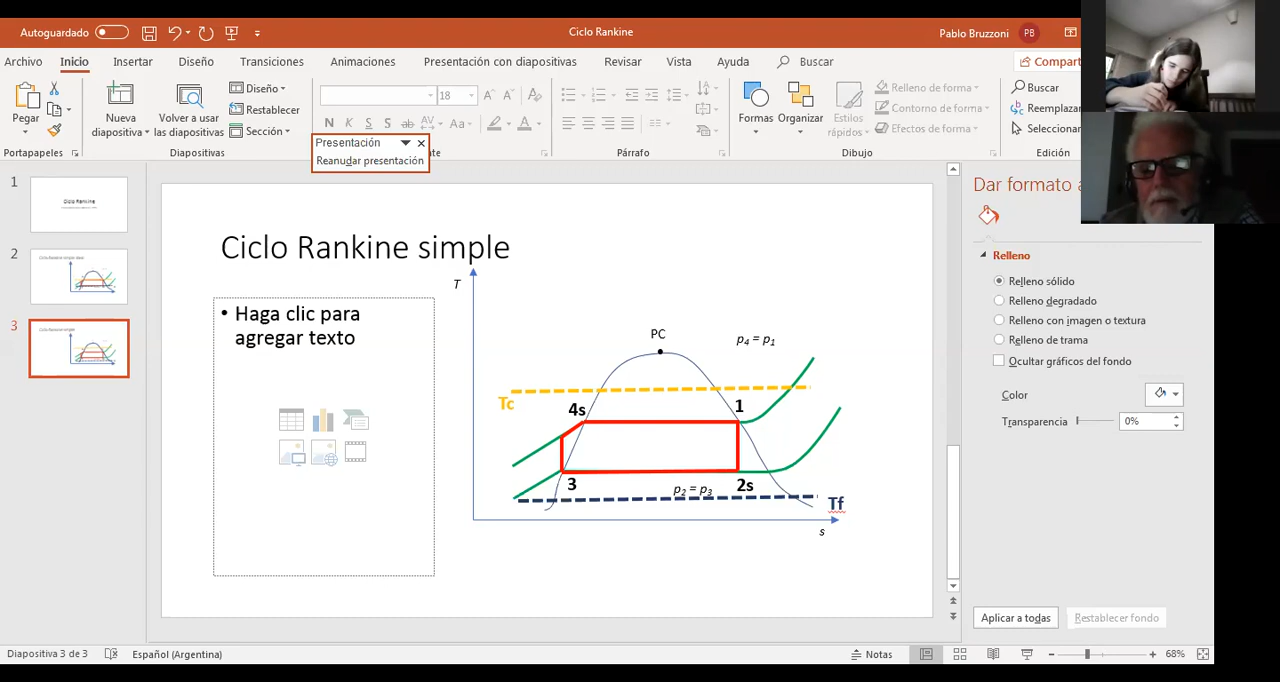 Autoguardado
Ciclo Rankine
Pablo Bruzzoni
PB
Archivo Inicio Insertar Diseño Transiciones Animaciones Presentación con diapositivas Revisar Vista Ayuda Buscar
Pegar
Nueva
diapositiva
Volver a usar
las diapositivas
Diseño
Restablecer
Sección
18
Aa
Formas
Organizar
Estilos
rápidos
Relleno de forma
Contorno de forma
Efectos de forma
Buscar
Reemplazar
Seleccionar
Presentación
Reanudar presentación
Portapapeles
Diapositivas
Párrafo
Dibujo
Edición
1
2
3
Ciclo Rankine
Ciclo Rankine simple
T
• Haga clic para
agregar texto
PC
p4 = p1
Tc
4s
1
3
2s
p2 = p3
Tf
s
Dar formato a
Relleno
Relleno sólido
Relleno degradado
Relleno con imagen o textura
Relleno de trama
Ocultar gráficos del fondo
Color
Transparencia
0%
Aplicar a todas
Restablecer fondo
Diapositiva 3 de 3
Español (Argentina)
Notas
68%